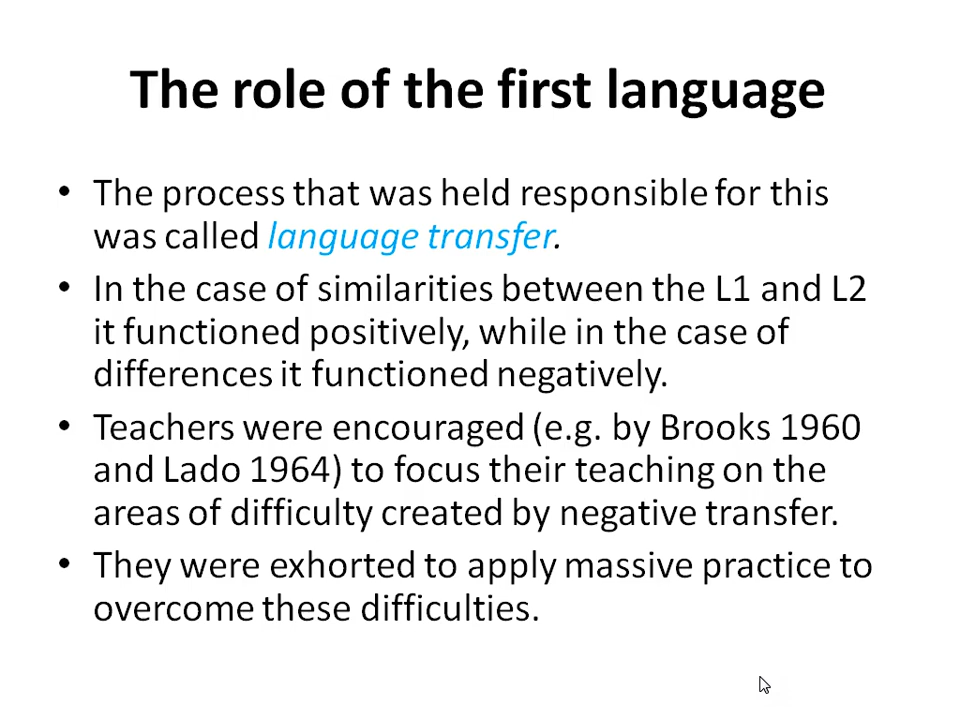 The role of the first language
• The process that was held responsible for this
was called language transfer.
• In the case of similarities between the L1 and L2
it functioned positively, while in the case of
differences it functioned negatively.
• Teachers were encouraged (e.g. by Brooks 1960
and Lado 1964) to focus their teaching on the
areas of difficulty created by negative transfer.
• They were exhorted to apply massive practice to
overcome these difficulties.